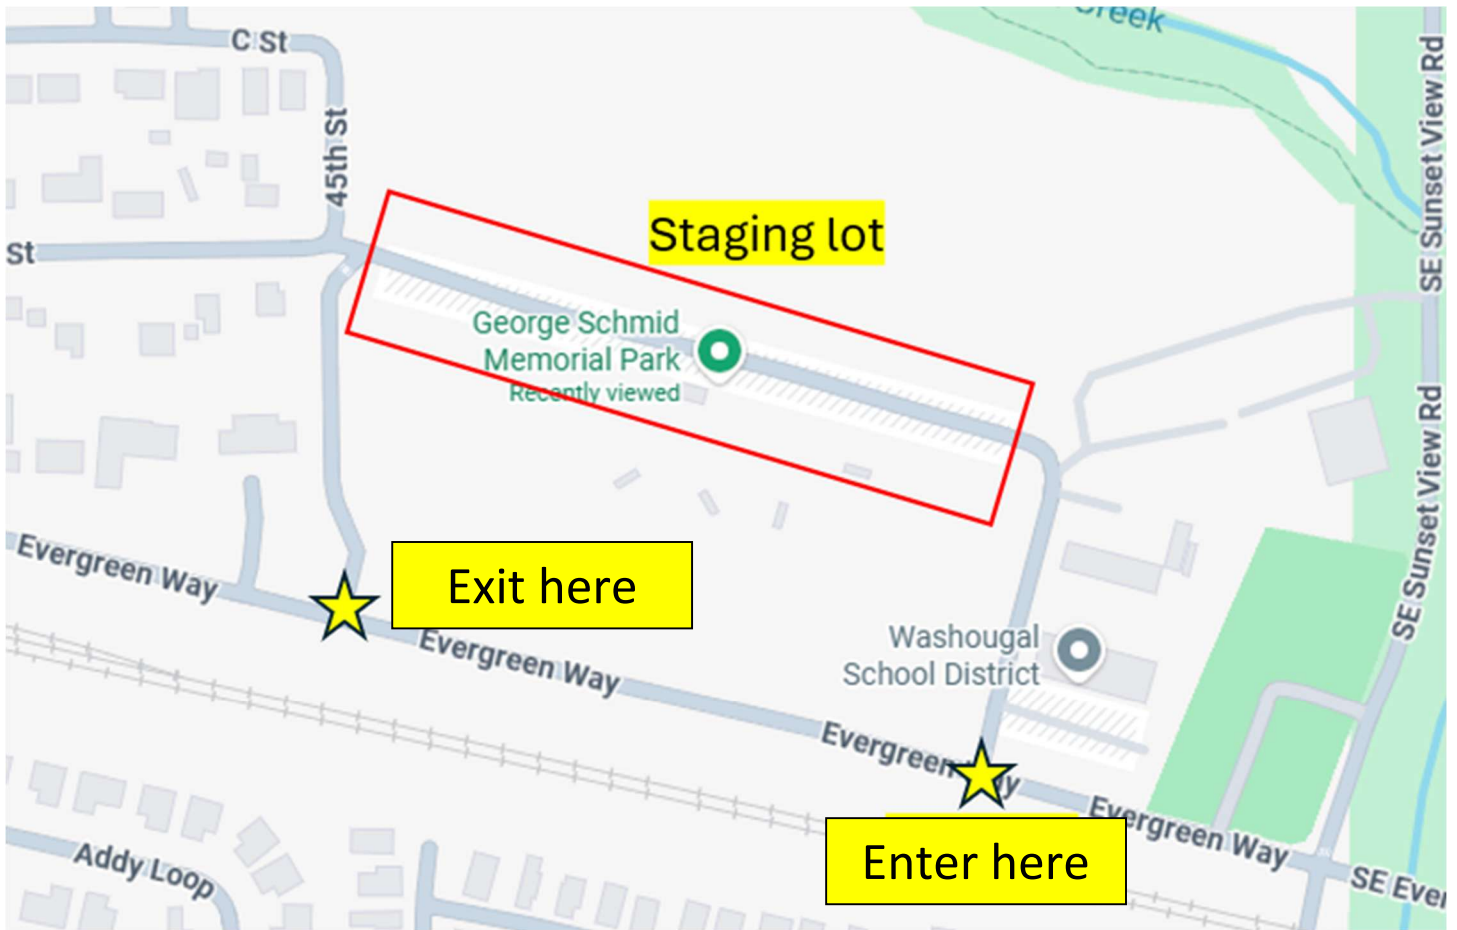 Creek
C St
45th St
SE Sunset View Rd
Staging lot
St
George Schmid
Memorial Park
Recently viewed
SE Sunset View Rd
Evergreen Way
Exit here
Evergreen Way
Washougal
School District
Evergreen
Evergreen Way
Enter here
Addy Loop
SE Ever